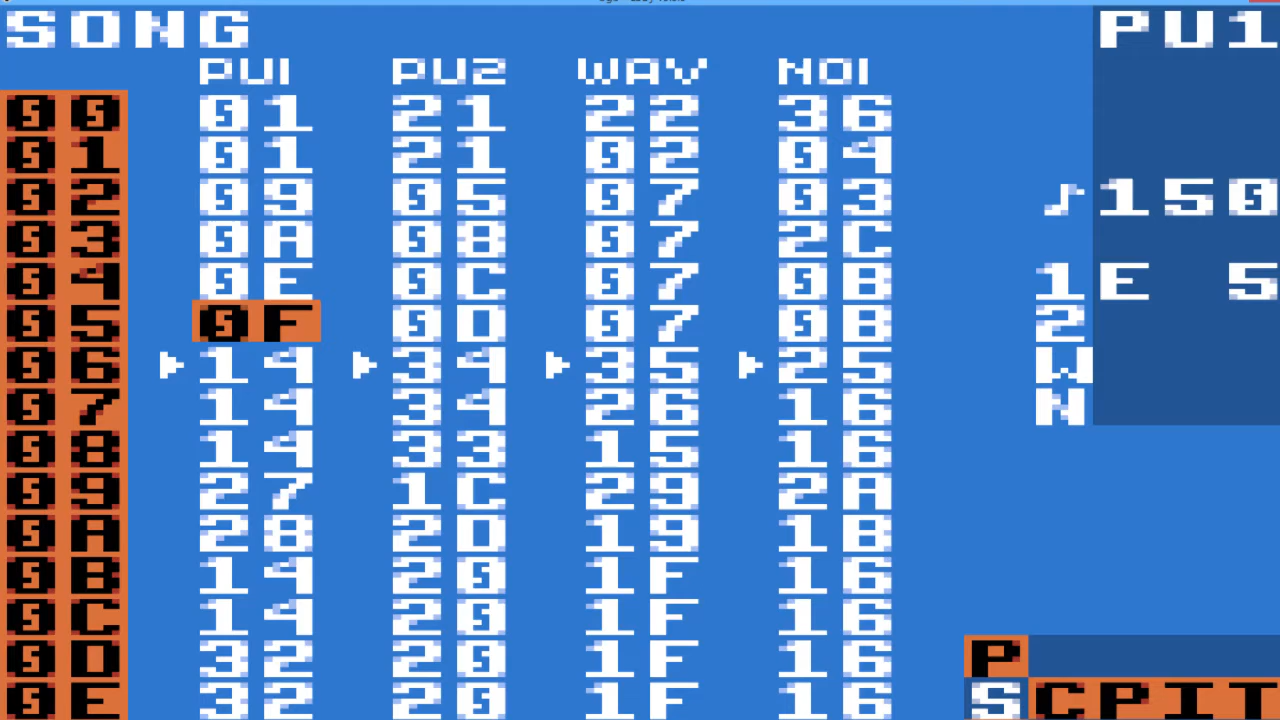 SONG PU1
PU1 PU2 WAV NOI
00 01 21 22 36
01 01 21 02 04
02 09 05 07 03 ♪150
03 0A 08 07 2C
04 0E 0C 07 0B 1E 5
05 0F 0D 07 0B 2
06 14 34 35 25 W
07 14 34 26 16 N
08 14 33 15 16
09 27 1C 29 2A
0A 28 2D 19 1B
0B 14 20 1F 16
0C 14 20 1F 16
0D 32 20 1F 16 P
0E 32 20 1F 16 SCPIT